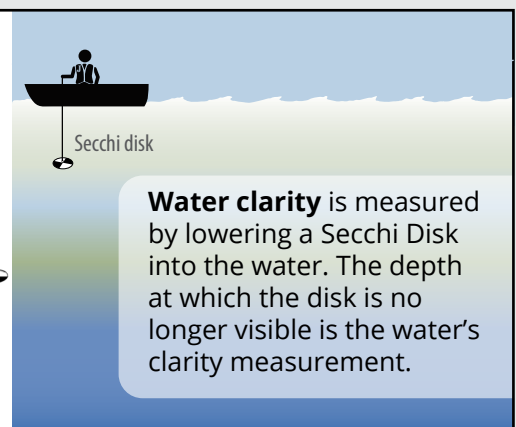 Secchi disk
Water clarity is measured
by lowering a Secchi Disk
into the water. The depth
at which the disk is no
longer visible is the water’s
clarity measurement.